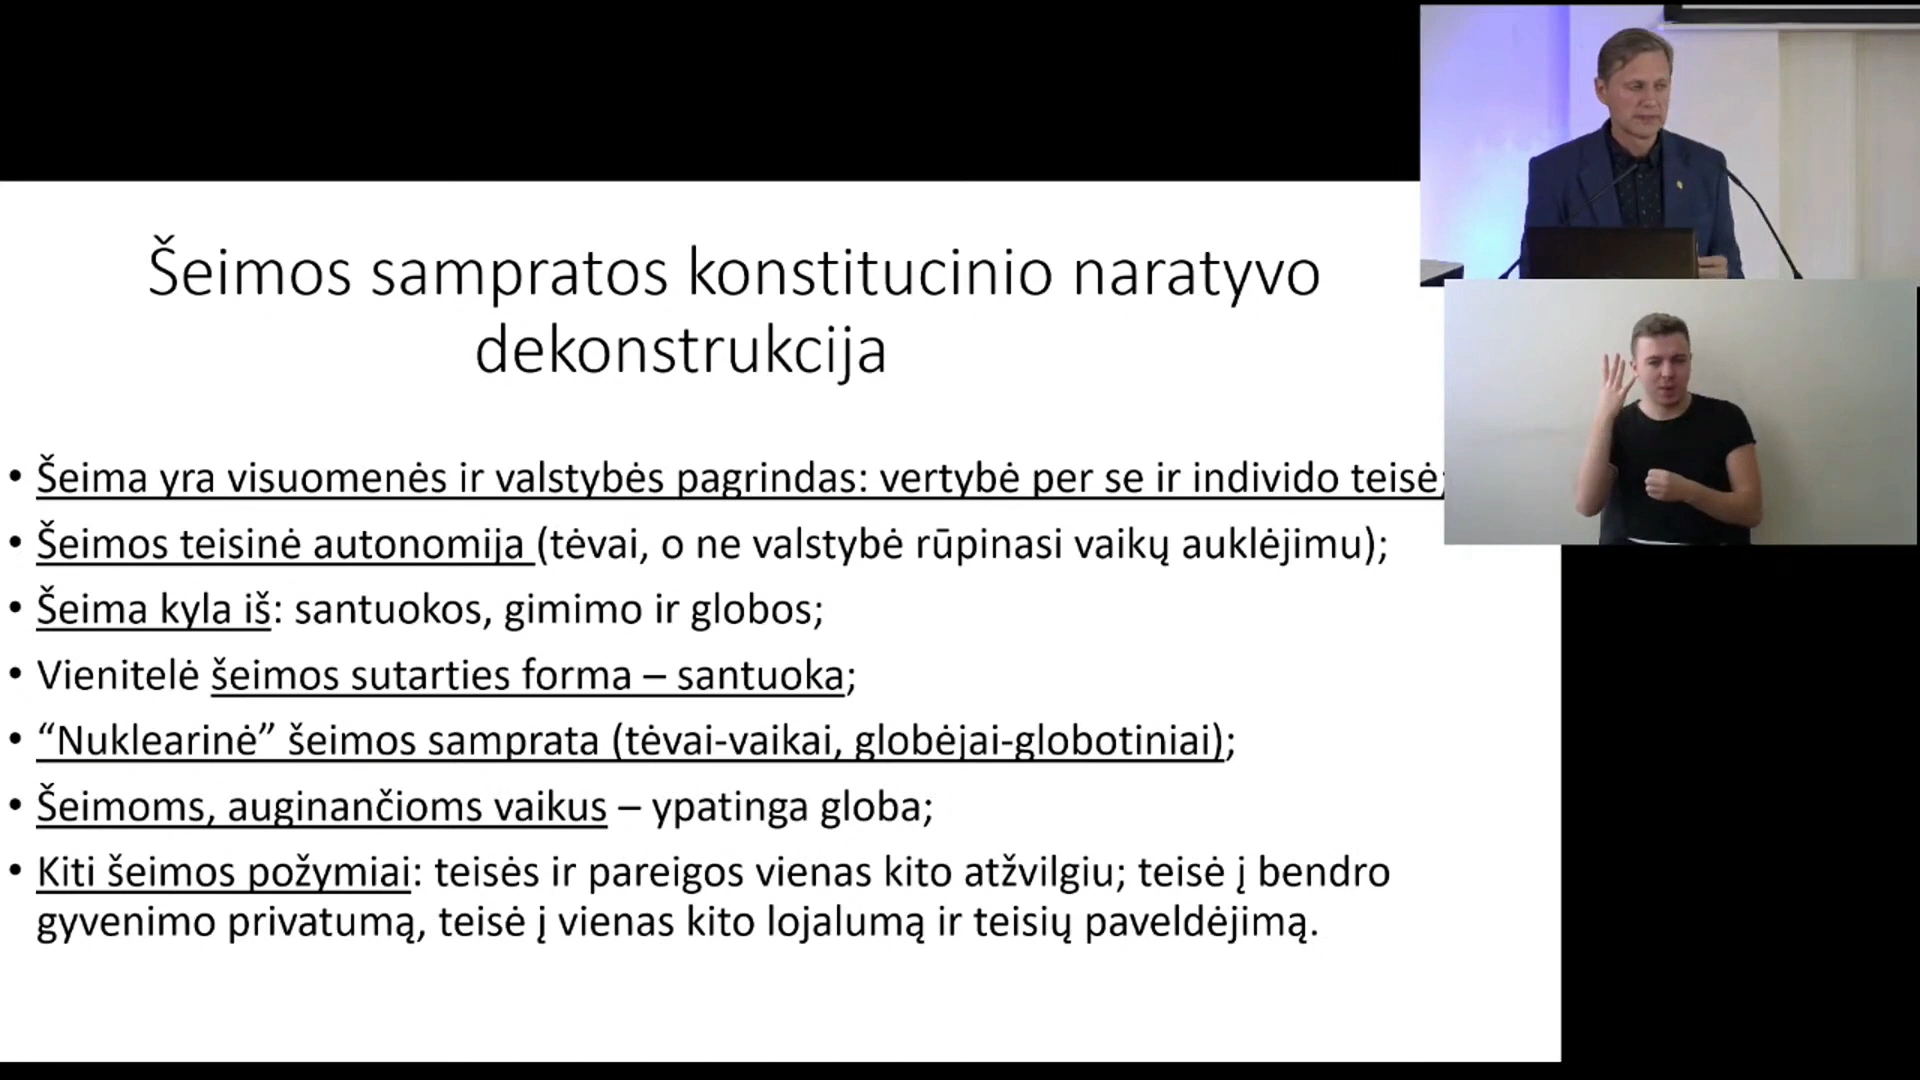 Šeimos sampratos konstitucinio naratyvo
dekonstrukcija
• Šeima yra visuomenės ir valstybės pagrindas: vertybė per se ir individo teisė;
• Šeimos teisinė autonomija (tėvai, o ne valstybė rūpinasi vaikų auklėjimu);
• Šeima kyla iš: santuokos, gimimo ir globos;
• Vienitelė šeimos sutarties forma – santuoka;
• “Nuklearinė” šeimos samprata (tėvai-vaikai, globėjai-globotiniai);
• Šeimoms, auginančioms vaikus – ypatinga globa;
• Kiti šeimos požymiai: teisės ir pareigos vienas kito atžvilgiu; teisė į bendro
gyvenimo privatumą, teisė į vienas kito lojalumą ir teisių paveldėjimą.